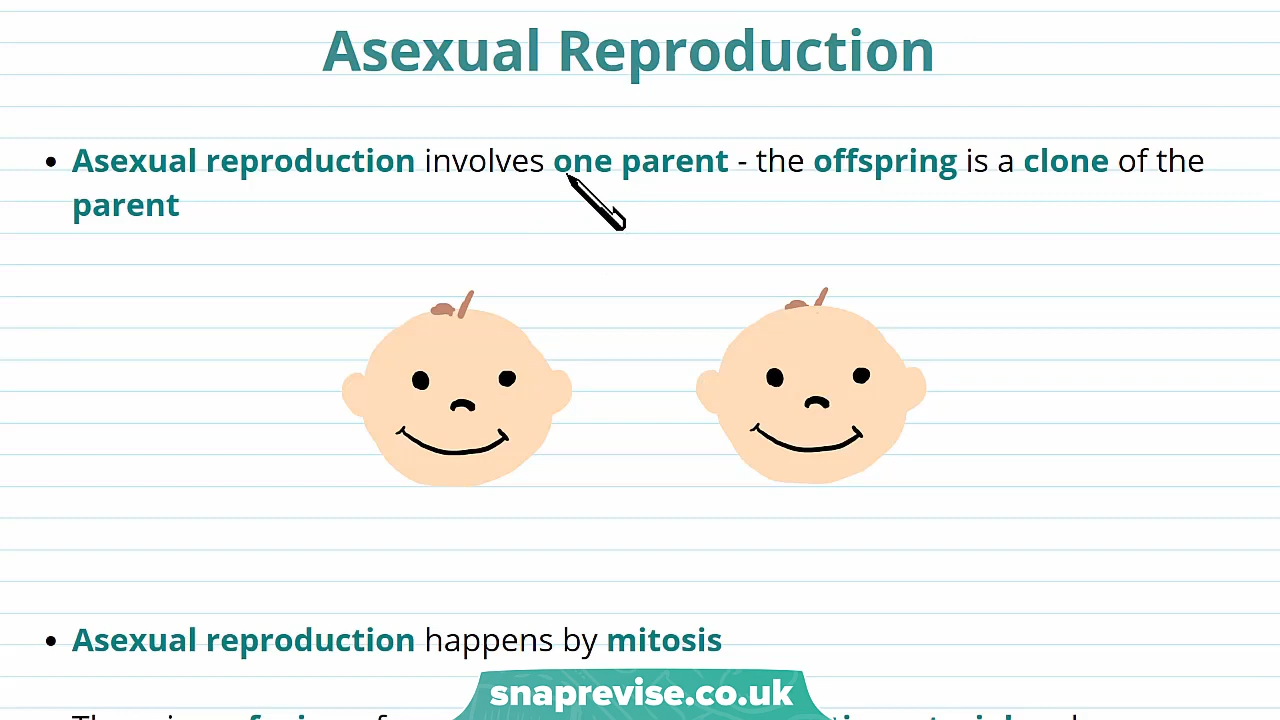 Asexual Reproduction
• Asexual reproduction involves one parent - the offspring is a clone of the
parent
• Asexual reproduction happens by mitosis
snaprevise.co.uk